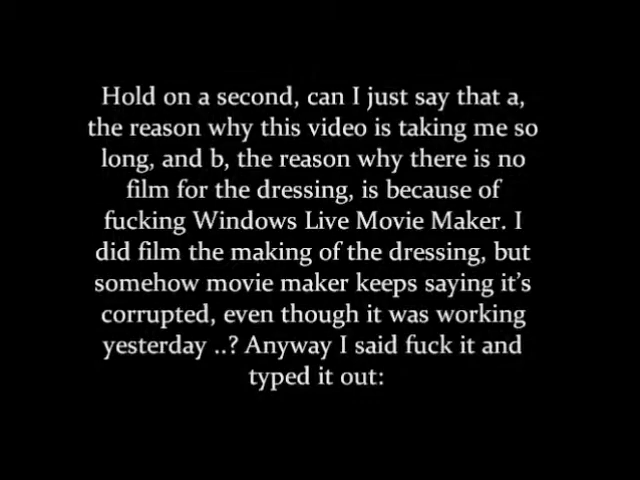 Hold on a second, can I just say that a,
the reason why this video is taking me so
long, and b, the reason why there is no
film for the dressing, is because of
fucking Windows Live Movie Maker. I
did film the making of the dressing, but
somehow movie maker keeps saying it’s
corrupted, even though it was working
yesterday ..? Anyway I said fuck it and
typed it out: